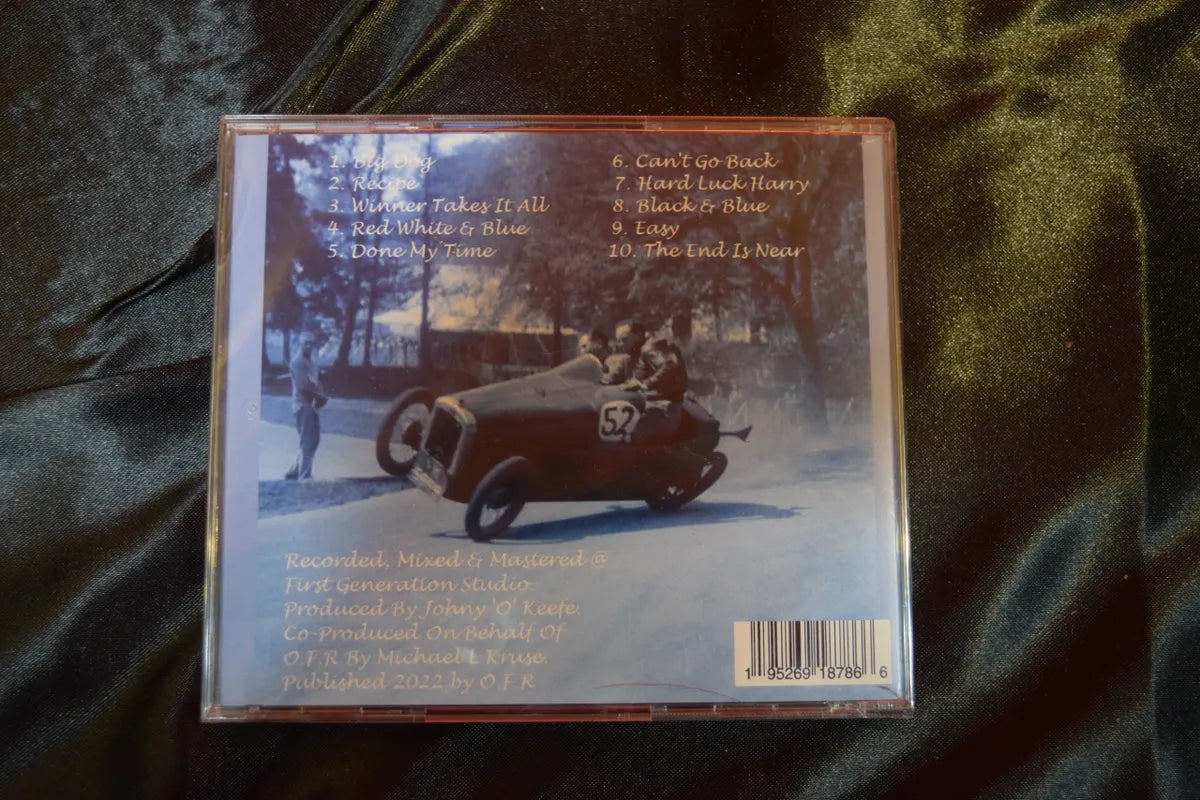 1. Big Dog
2. Recipe
3. Winner Takes It All
4. Red White & Blue
5. Done My Time
6. Can't Go Back
7. Hard Luck Harry
8. Black & Blue
9. Easy
10. The End Is Near
52
Recorded, Mixed & Mastered @
First Generation Studio.
Produced By Johny 'O' Keefe.
Co-Produced On Behalf Of
O.F.R By Michael L Kruse.
Published 2022 by O.F R
1 95269 18786 6